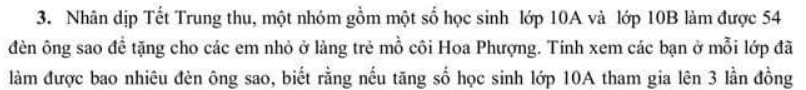 3. Nhân dịp Tết Trung thu, một nhóm gồm một số học sinh lớp 10A và lớp 10B làm được 54
đèn ông sao để tặng cho các em nhỏ ở làng trẻ mồ côi Hoa Phượng. Tính xem các bạn ở mỗi lớp đã
làm được bao nhiêu đèn ông sao, biết rằng nếu tăng số học sinh lớp 10A tham gia lên 3 lần đồng